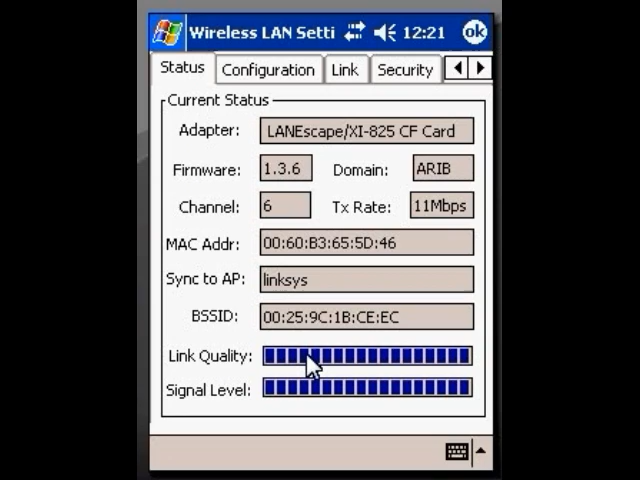 Wireless LAN Setti 12:21 ok
Status Configuration Link Security
Current Status
Adapter: LANEscape/XI-825 CF Card
Firmware: 1.3.6 Domain: ARIB
Channel: 6 Tx Rate: 11Mbps
MAC Addr: 00:60:B3:65:5D:46
Sync to AP: linksys
BSSID: 00:25:9C:1B:CE:EC
Link Quality:
Signal Level: